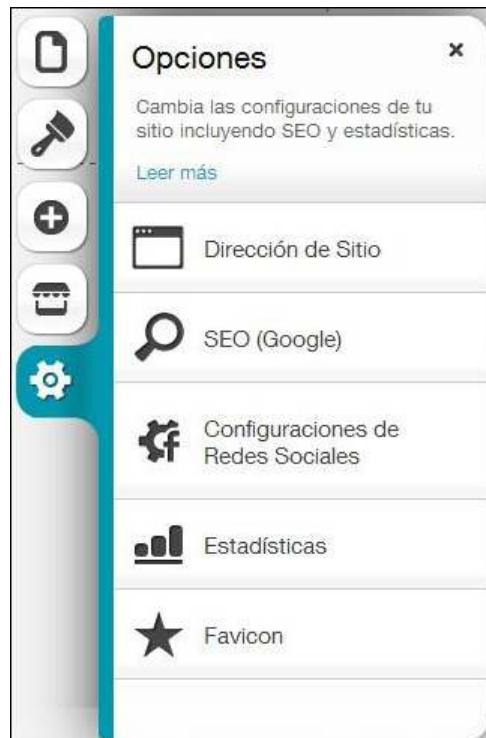 Opciones
Cambia las configuraciones de tu
sitio incluyendo SEO y estadísticas.
Leer más
Dirección de Sitio
SEO (Google)
Configuraciones de
Redes Sociales
Estadísticas
Favicon